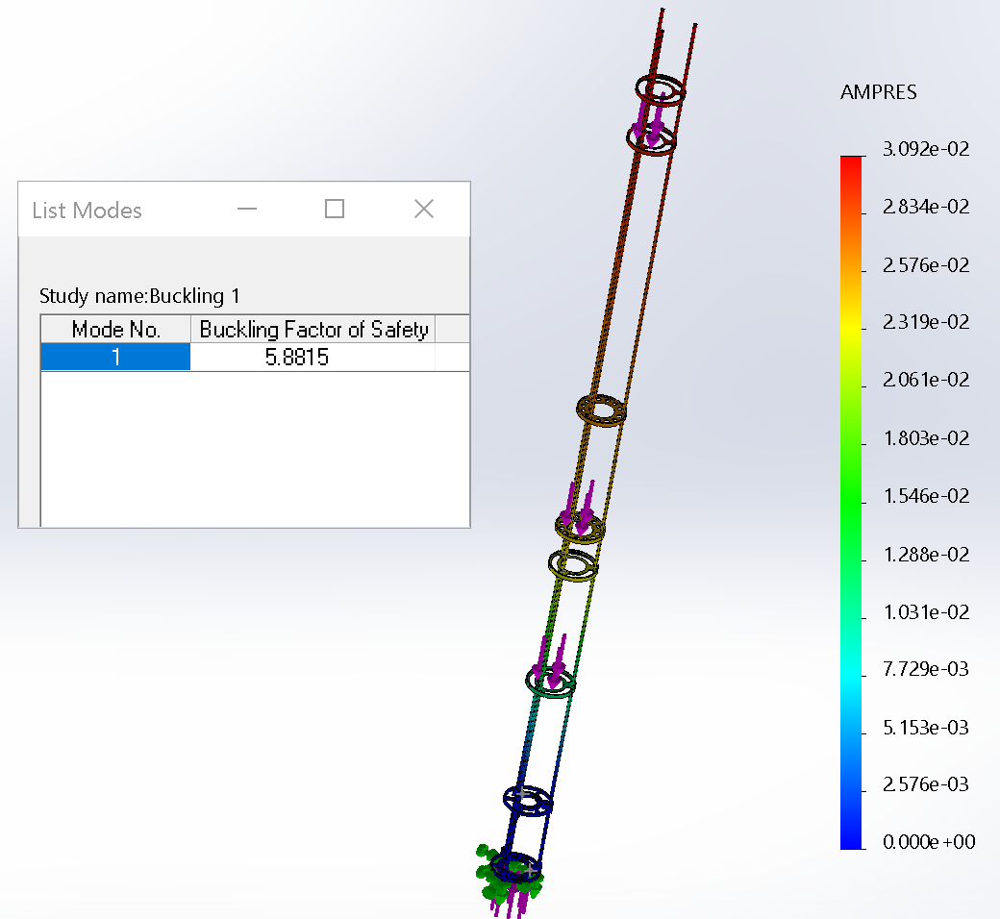 AMPRES
3.092e-02
2.834e-02
2.576e-02
2.319e-02
2.061e-02
1.803e-02
1.546e-02
1.288e-02
1.031e-02
7.729e-03
5.153e-03
2.576e-03
0.000e+00
List Modes
Study name:Buckling 1
Mode No. Buckling Factor of Safety
1 5.8815